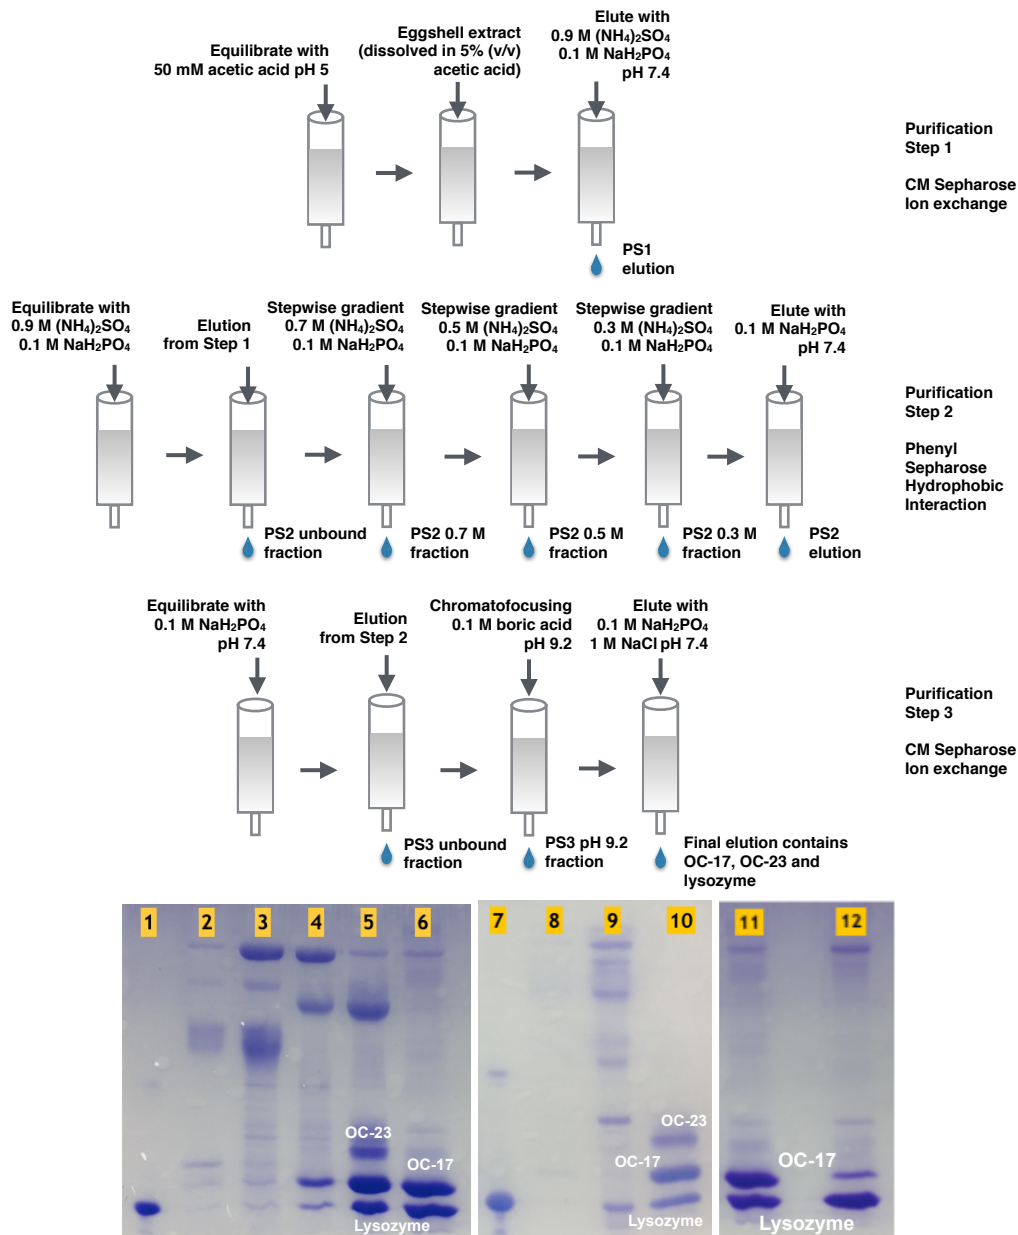 Equilibrate with
50 mM acetic acid pH 5
Eggshell extract
(dissolved in 5% (v/v)
acetic acid)
Elute with
0.9 M (NH₄)₂SO₄
0.1 M NaH₂PO₄
pH 7.4
Purification
Step 1
CM Sepharose
Ion exchange
PS1
elution
Equilibrate with
0.9 M (NH₄)₂SO₄
0.1 M NaH₂PO₄
Elution
from Step 1
Stepwise gradient
0.7 M (NH₄)₂SO₄
0.1 M NaH₂PO₄
Stepwise gradient
0.5 M (NH₄)₂SO₄
0.1 M NaH₂PO₄
Stepwise gradient
0.3 M (NH₄)₂SO₄
0.1 M NaH₂PO₄
Elute with
0.1 M NaH₂PO₄
pH 7.4
Purification
Step 2
Phenyl
Sepharose
Hydrophobic
Interaction
PS2 unbound
fraction
PS2 0.7 M
fraction
PS2 0.5 M
fraction
PS2 0.3 M
fraction
PS2
elution
Equilibrate with
0.1 M NaH₂PO₄
pH 7.4
Elution
from Step 2
Chromatofocusing
0.1 M boric acid
pH 9.2
Elute with
0.1 M NaH₂PO₄
1 M NaCl pH 7.4
Purification
Step 3
CM Sepharose
Ion exchange
PS3 unbound
fraction
PS3 pH 9.2
fraction
Final elution contains
OC-17, OC-23 and
lysozyme
1 2 3 4 5 6
OC-23
OC-17
Lysozyme
7 8 9 10
OC-23
OC-17
Lysozyme
11 12
OC-17
Lysozyme